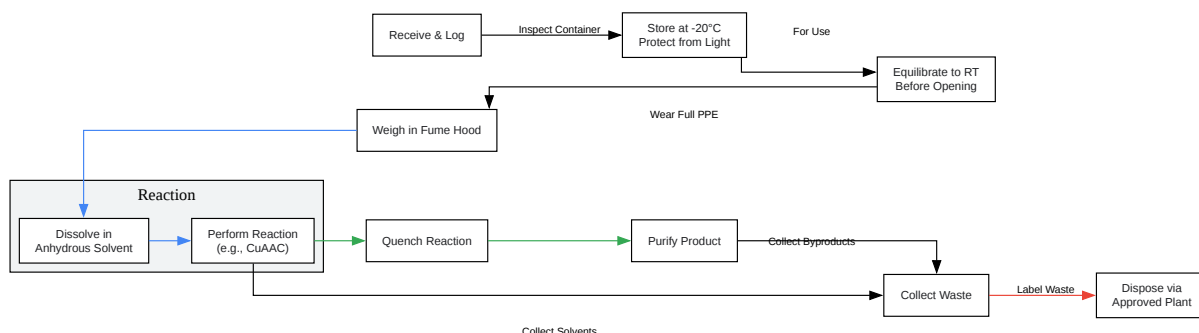 Receive & Log
Inspect Container
Store at -20°C
Protect from Light
For Use
Equilibrate to RT
Before Opening
Wear Full PPE
Weigh in Fume Hood
Reaction
Dissolve in
Anhydrous Solvent
Perform Reaction
(e.g., CuAAC)
Quench Reaction
Purify Product
Collect Byproducts
Collect Waste
Label Waste
Dispose via
Approved Plant
Collect Solvents